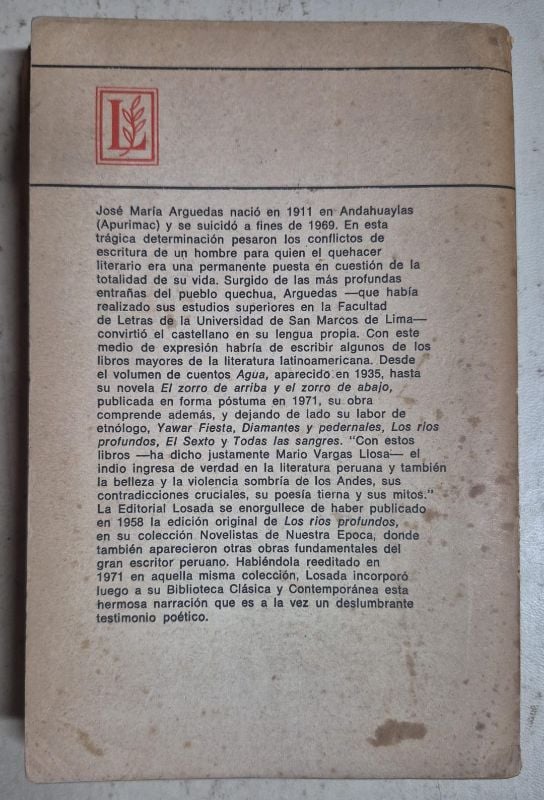 L
José María Arguedas nació en 1911 en Andahuaylas
(Apurimac) y se suicidó a fines de 1969. En esta
trágica determinación pesaron los conflictos de
escritura de un hombre para quien el quehacer
literario era una permanente puesta en cuestión de la
totalidad de su vida. Surgido de las más profundas
entrañas del pueblo quechua, Arguedas —que había
realizado sus estudios superiores en la Facultad
de Letras de la Universidad de San Marcos de Lima—
convirtió el castellano en su lengua propia. Con este
medio de expresión habría de escribir algunos de los
libros mayores de la literatura latinoamericana. Desde
el volumen de cuentos Agua, aparecido en 1935, hasta
su novela El zorro de arriba y el zorro de abajo,
publicada en forma póstuma en 1971, su obra
comprende además, y dejando de lado su labor de
etnólogo, Yawar Fiesta, Diamantes y pedernales, Los ríos
profundos, El Sexto y Todas las sangres. "Con estos
libros —ha dicho justamente Mario Vargas Llosa— el
indio ingresa de verdad en la literatura peruana y también
la belleza y la violencia sombría de los Andes, sus
contradicciones cruciales, su poesía tierna y sus mitos."
La Editorial Losada se enorgullece de haber publicado
en 1958 la edición original de Los ríos profundos,
en su colección Novelistas de Nuestra Epoca, donde
también aparecieron otras obras fundamentales del
gran escritor peruano. Habiéndola reeditado en
1971 en aquella misma colección, Losada incorporó
luego a su Biblioteca Clásica y Contemporánea esta
hermosa narración que es a la vez un deslumbrante
testimonio poético.